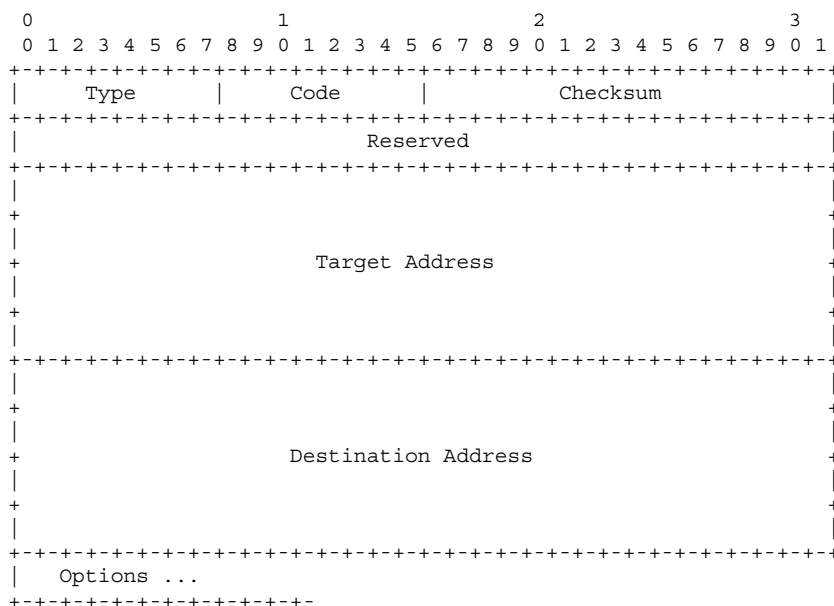 0                   1                   2                   3
0 1 2 3 4 5 6 7 8 9 0 1 2 3 4 5 6 7 8 9 0 1 2 3 4 5 6 7 8 9 0 1
+-+-+-+-+-+-+-+-+-+-+-+-+-+-+-+-+-+-+-+-+-+-+-+-+-+-+-+-+-+-+-+-+
|     Type      |     Code      |          Checksum             |
+-+-+-+-+-+-+-+-+-+-+-+-+-+-+-+-+-+-+-+-+-+-+-+-+-+-+-+-+-+-+-+-+
|                           Reserved                            |
+-+-+-+-+-+-+-+-+-+-+-+-+-+-+-+-+-+-+-+-+-+-+-+-+-+-+-+-+-+-+-+-+
|                                                               |
+                                                               +
|                                                               |
+                       Target Address                          +
|                                                               |
+                                                               +
|                                                               |
+-+-+-+-+-+-+-+-+-+-+-+-+-+-+-+-+-+-+-+-+-+-+-+-+-+-+-+-+-+-+-+-+
|                                                               |
+                                                               +
|                                                               |
+                     Destination Address                       +
|                                                               |
+                                                               +
|                                                               |
+-+-+-+-+-+-+-+-+-+-+-+-+-+-+-+-+-+-+-+-+-+-+-+-+-+-+-+-+-+-+-+-+
|   Options ...
+-+-+-+-+-+-+-+-+-+-+-+-